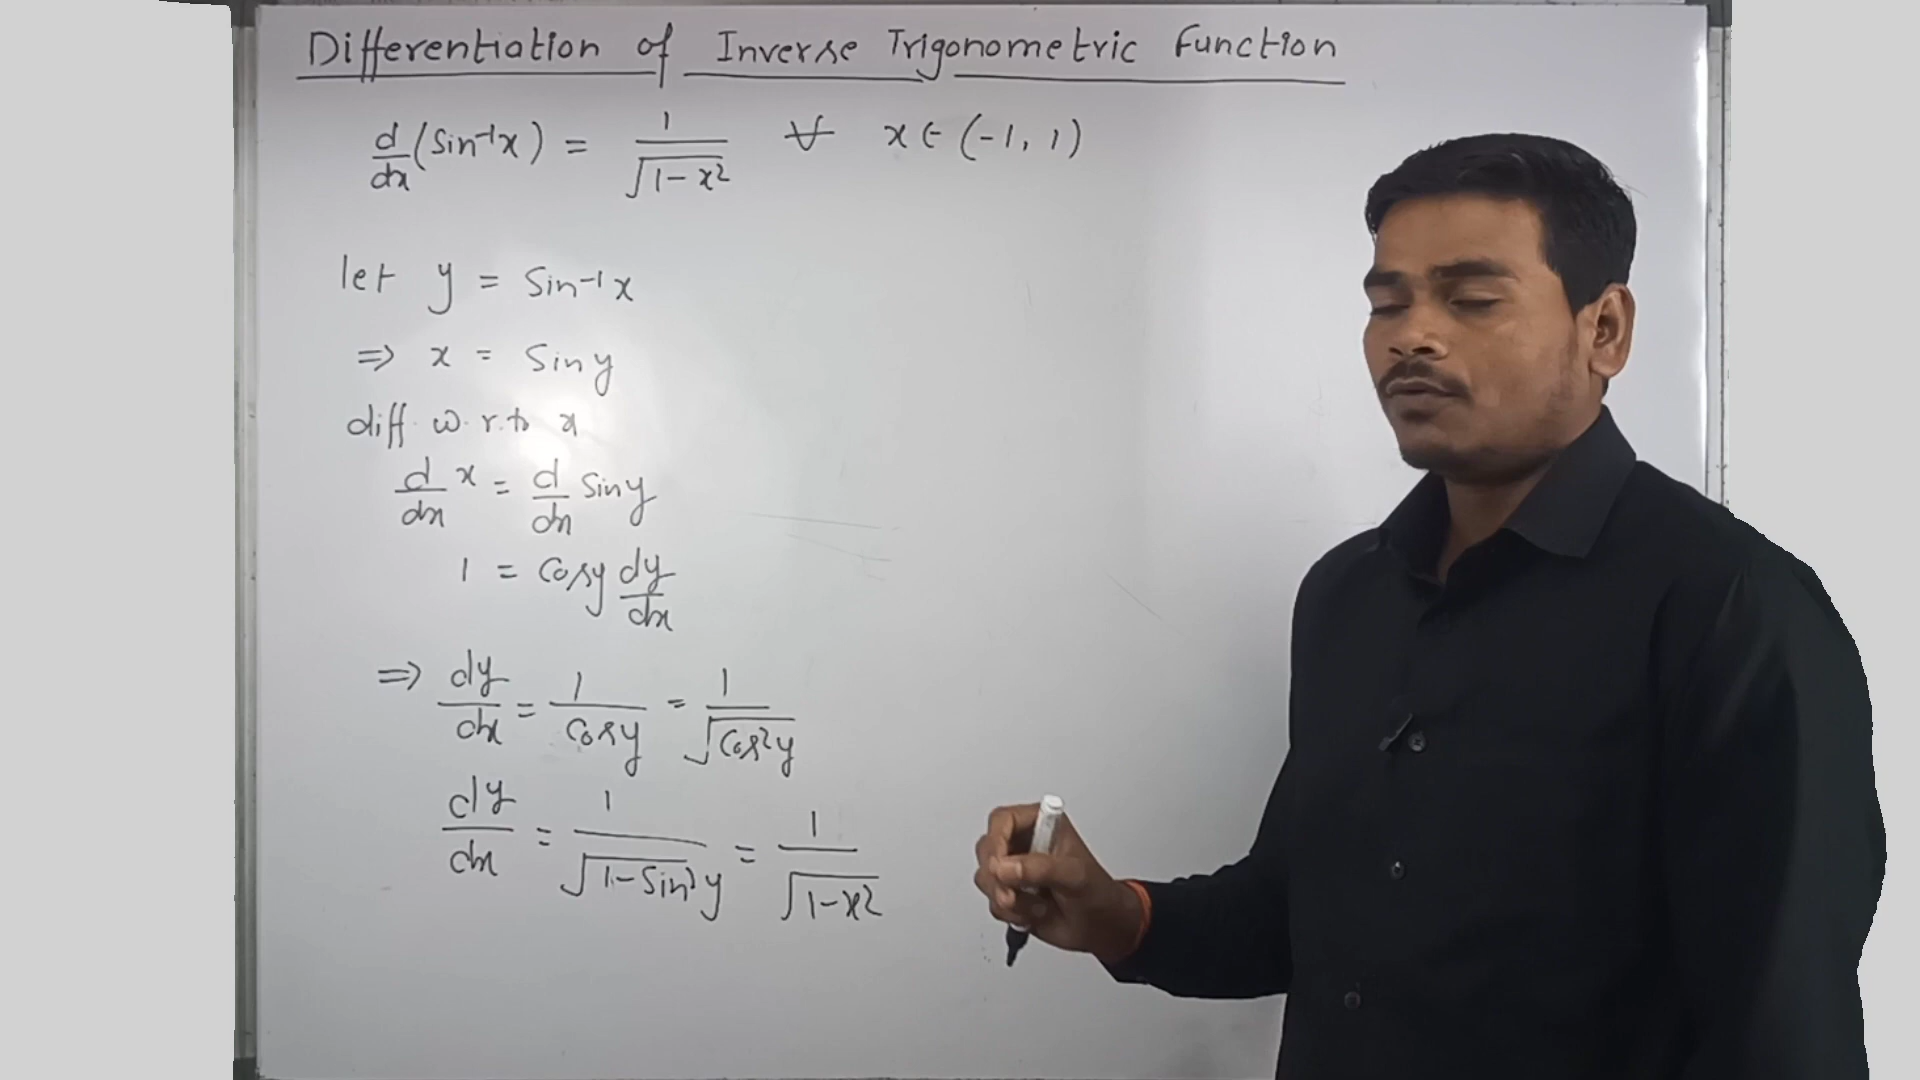 Differentiation of Inverse Trigonometric Function
d/dx (Sin⁻¹x) = 1/√(1-x²) ∀ x ∈ (-1, 1)
let y = Sin⁻¹x
⇒ x = Sin y
diff. w.r.to x
d/dx x = d/dx Sin y
1 = Cos y dy/dx
⇒ dy/dx = 1/Cos y = 1/√(Cos²y)
dy/dx = 1/√(1-Sin²y) = 1/√(1-x²)